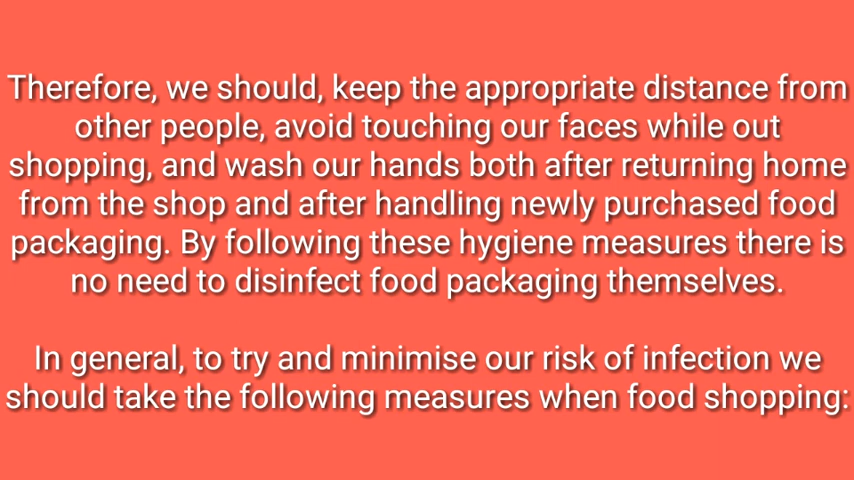 Therefore, we should, keep the appropriate distance from
other people, avoid touching our faces while out
shopping, and wash our hands both after returning home
from the shop and after handling newly purchased food
packaging. By following these hygiene measures there is
no need to disinfect food packaging themselves.
In general, to try and minimise our risk of infection we
should take the following measures when food shopping: